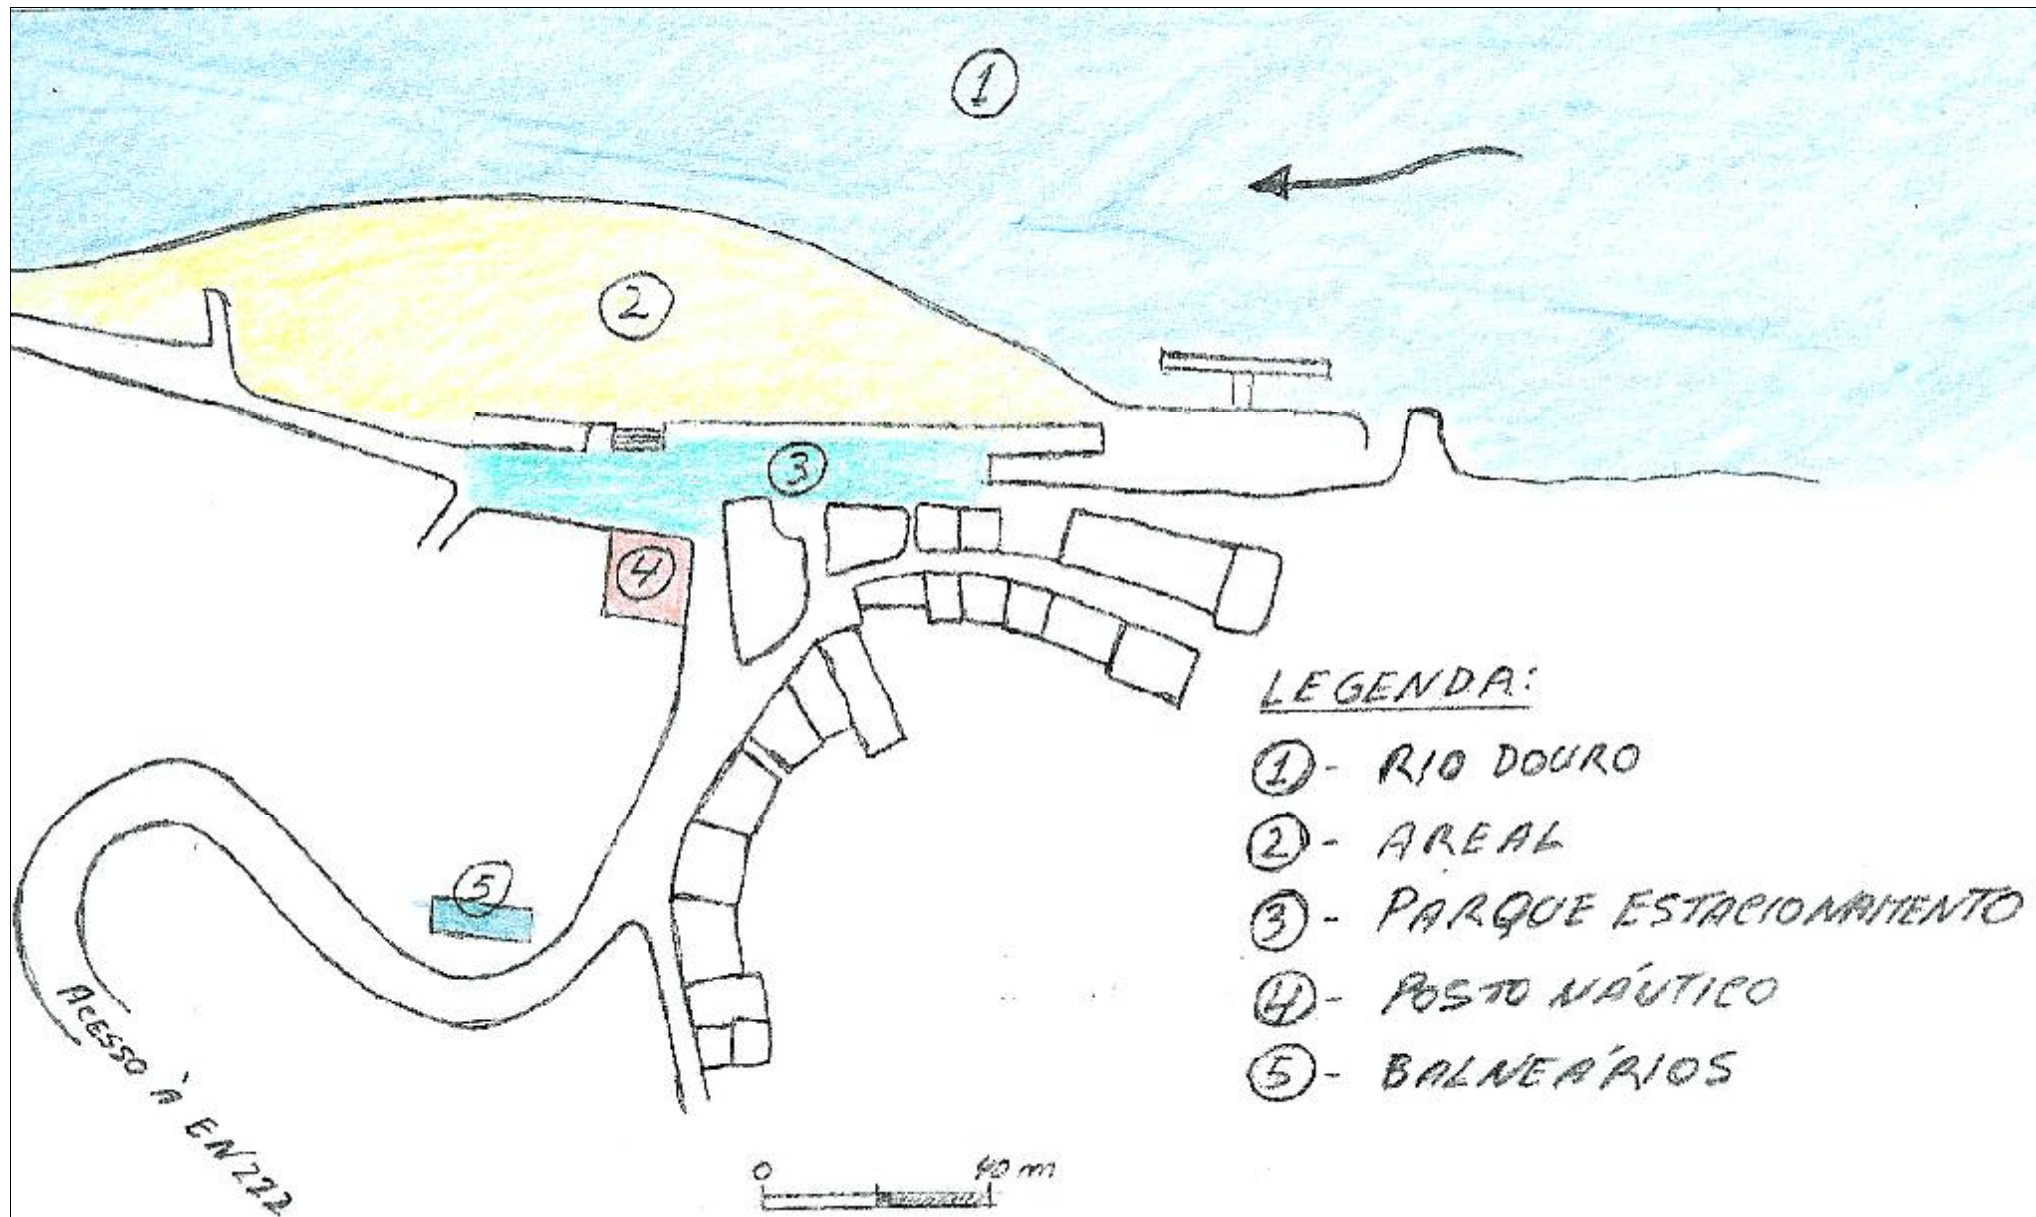 1
2
3
4
5
ACESSO À EN222
0 40 m
LEGENDA:
1 - RIO DOURO
2 - AREAL
3 - PARQUE ESTACIONAMENTO
4 - POSTO NÁUTICO
5 - BALNEÁRIOS